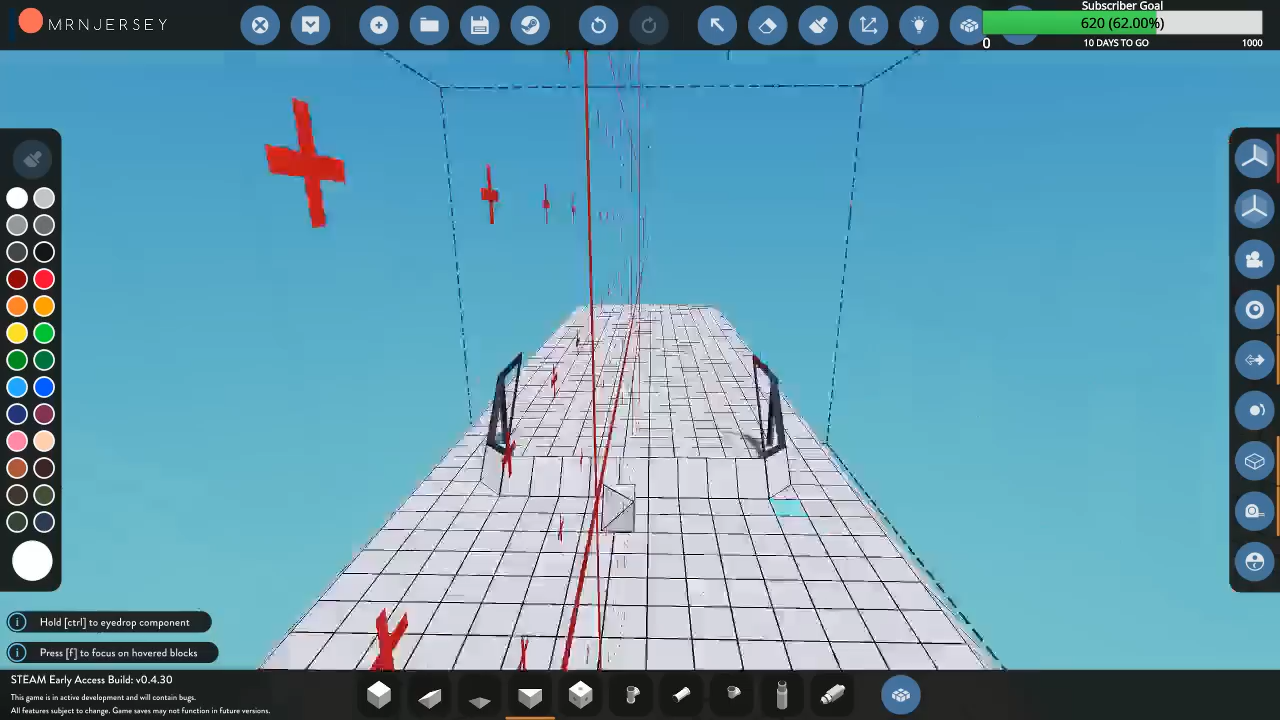 MRNJERSEY
Subscriber Goal
620 (62.00%)
0 10 DAYS TO GO 1000
Hold [ctrl] to eyedrop component
Press [f] to focus on hovered blocks
STEAM Early Access Build: v0.4.30
This game is in active development and will contain bugs.
All features subject to change. Game saves may not function in future versions.